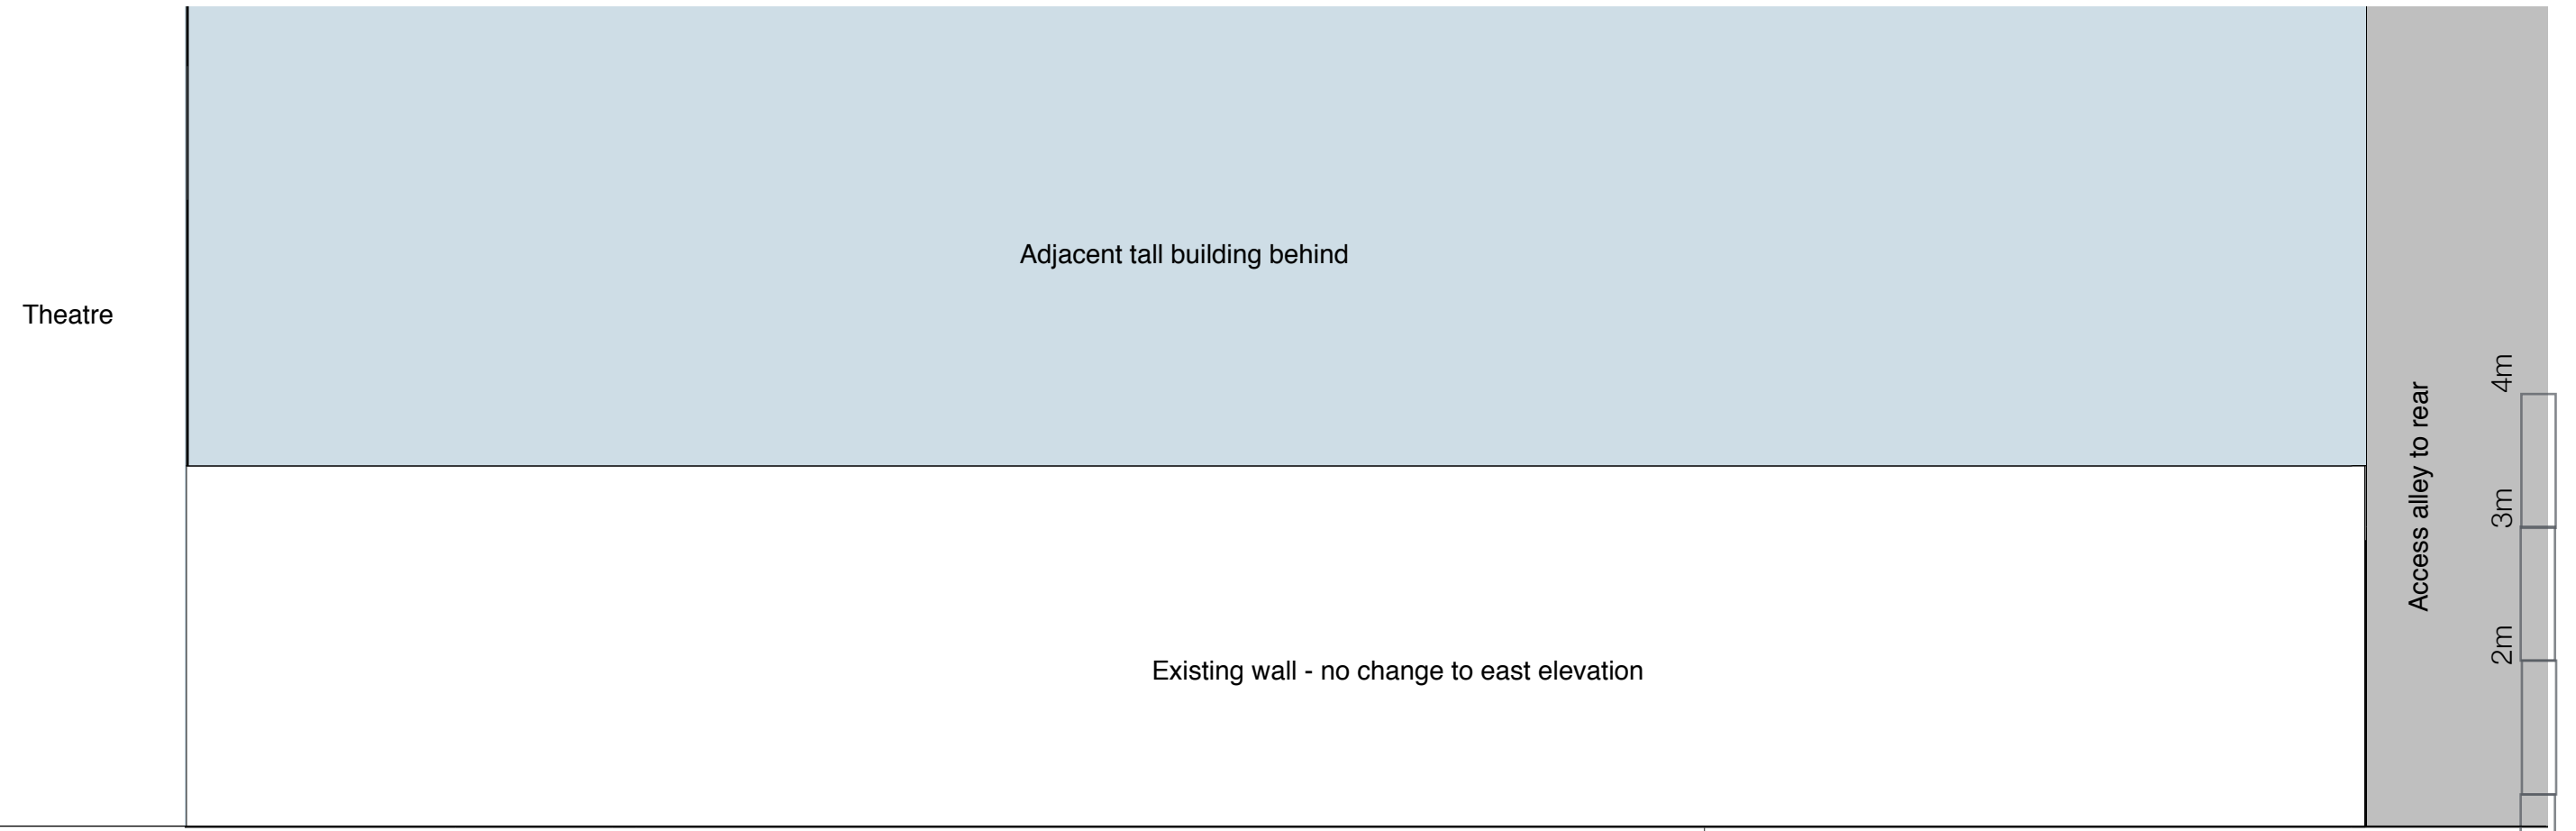 Adjacent tall building behind
Theatre
4m
Access alley to rear
3m
2m
Existing wall - no change to east elevation